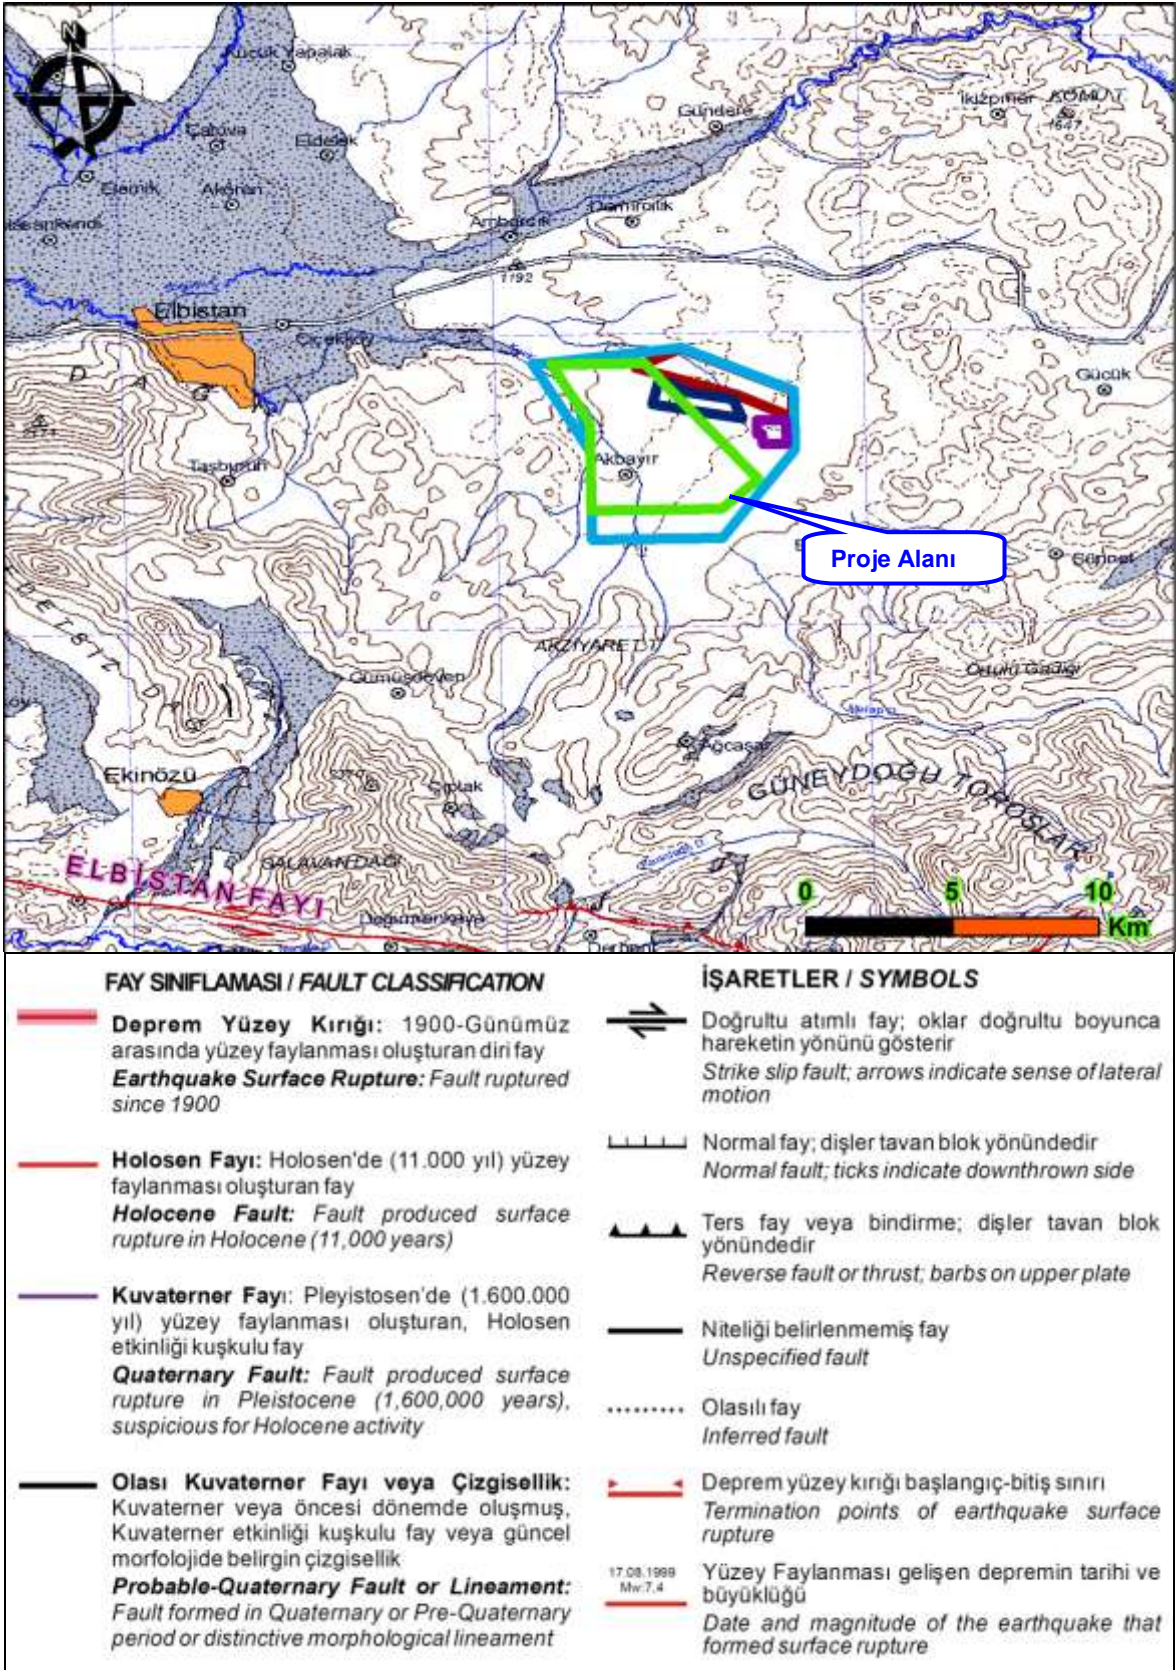 N
Küçük Yapalak
Çatova
Eldelek
Gündere
İkizpınar
KOMUT
1647
Akören
Demircilik
Ambarcık
1192
Elbistan
Çiçekköy
Gücük
Taşburun
Akbayır
Proje Alanı
Sünnet
AKZİYARET T.
Örtülü Gediği
Gümüşdöven
Ağcaşar
Ekinözü
Çıplak
GÜNEYDOĞU TOROSLAR
SALAVAN DAĞI
ELBİSTAN FAYI
Değirmenkaya
Derbent
0 5 10
Km
FAY SINIFLAMASI / FAULT CLASSIFICATION
Deprem Yüzey Kırığı: 1900-Günümüz
arasında yüzey faylanması oluşturan diri fay
Earthquake Surface Rupture: Fault ruptured
since 1900
Holosen Fayı: Holosen'de (11.000 yıl) yüzey
faylanması oluşturan fay
Holocene Fault: Fault produced surface
rupture in Holocene (11,000 years)
Kuvaterner Fayı: Pleyistosen'de (1.600.000
yıl) yüzey faylanması oluşturan, Holosen
etkinliği kuşkulu fay
Quaternary Fault: Fault produced surface
rupture in Pleistocene (1,600,000 years),
suspicious for Holocene activity
Olası Kuvaterner Fayı veya Çizgisellik:
Kuvaterner veya öncesi dönemde oluşmuş,
Kuvaterner etkinliği kuşkulu fay veya güncel
morfolojide belirgin çizgisellik
Probable-Quaternary Fault or Lineament:
Fault formed in Quaternary or Pre-Quaternary
period or distinctive morphological lineament
İŞARETLER / SYMBOLS
Doğrultu atımlı fay; oklar doğrultu boyunca
hareketin yönünü gösterir
Strike slip fault; arrows indicate sense of lateral
motion
Normal fay; dişler tavan blok yönündedir
Normal fault; ticks indicate downthrown side
Ters fay veya bindirme; dişler tavan blok
yönündedir
Reverse fault or thrust; barbs on upper plate
Niteliği belirlenmemiş fay
Unspecified fault
Olasılı fay
Inferred fault
Deprem yüzey kırığı başlangıç-bitiş sınırı
Termination points of earthquake surface
rupture
17.08.1999
Mw:7,4
Yüzey Faylanması gelişen depremin tarihi ve
büyüklüğü
Date and magnitude of the earthquake that
formed surface rupture